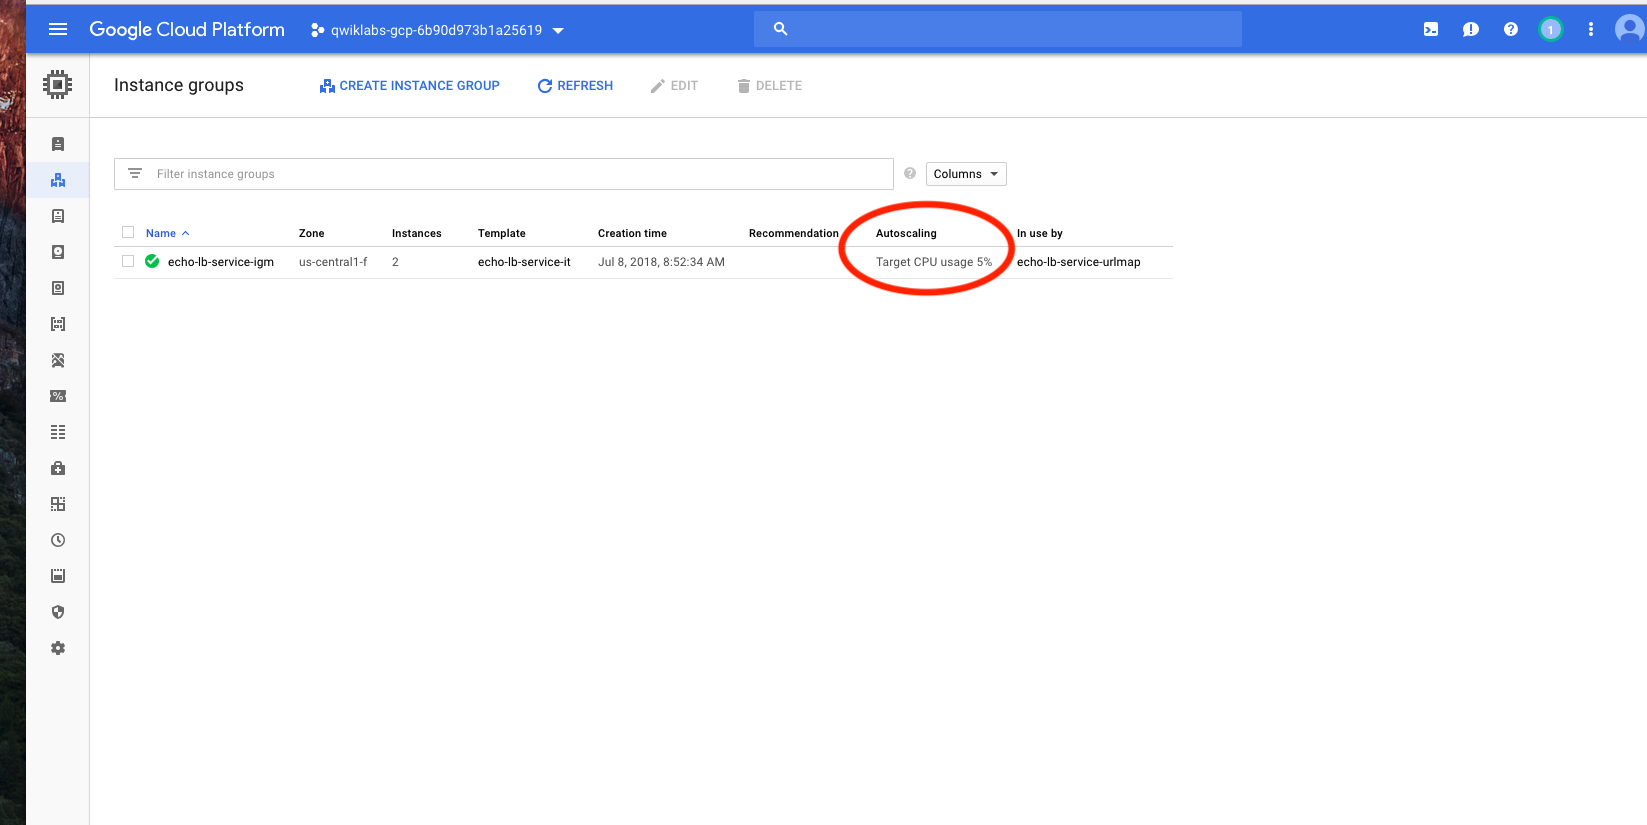 Google Cloud Platform qwiklabs-gcp-6b90d973b1a25619 1
Instance groups CREATE INSTANCE GROUP REFRESH EDIT DELETE
Filter instance groups ? Columns
Name Zone Instances Template Creation time Recommendation Autoscaling In use by
echo-lb-service-igm us-central1-f 2 echo-lb-service-it Jul 8, 2018, 8:52:34 AM Target CPU usage 5% echo-lb-service-urlmap